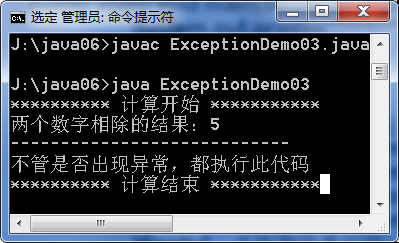 选定 管理员: 命令提示符
J:\java06>javac ExceptionDemo03.java
J:\java06>java ExceptionDemo03
********** 计算开始 ***********
两个数字相除的结果：5
----------------------------
不管是否出现异常，都执行此代码
********** 计算结束 ***********